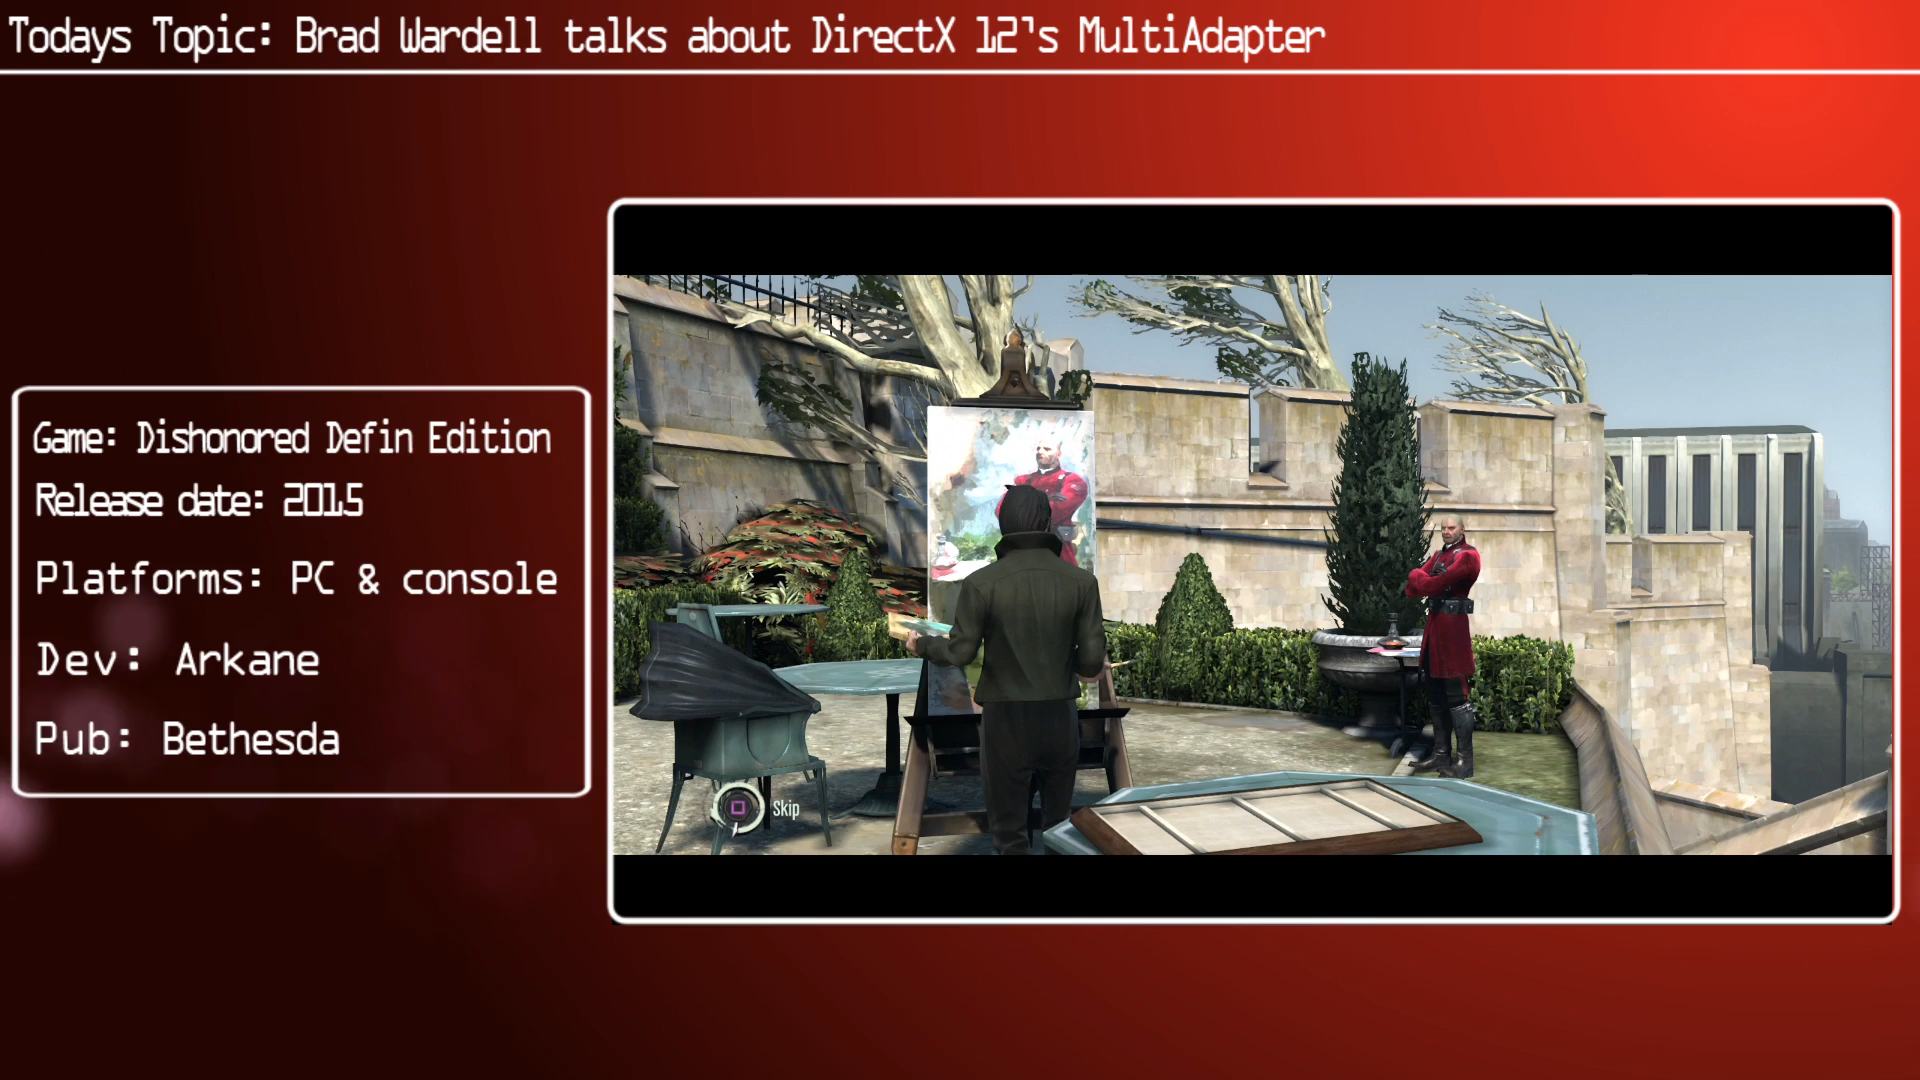 Todays Topic: Brad Wardell talks about DirectX 12's MultiAdapter
Game: Dishonored Defin Edition
Release date: 2015
Platforms: PC & console
Dev: Arkane
Pub: Bethesda
Skip